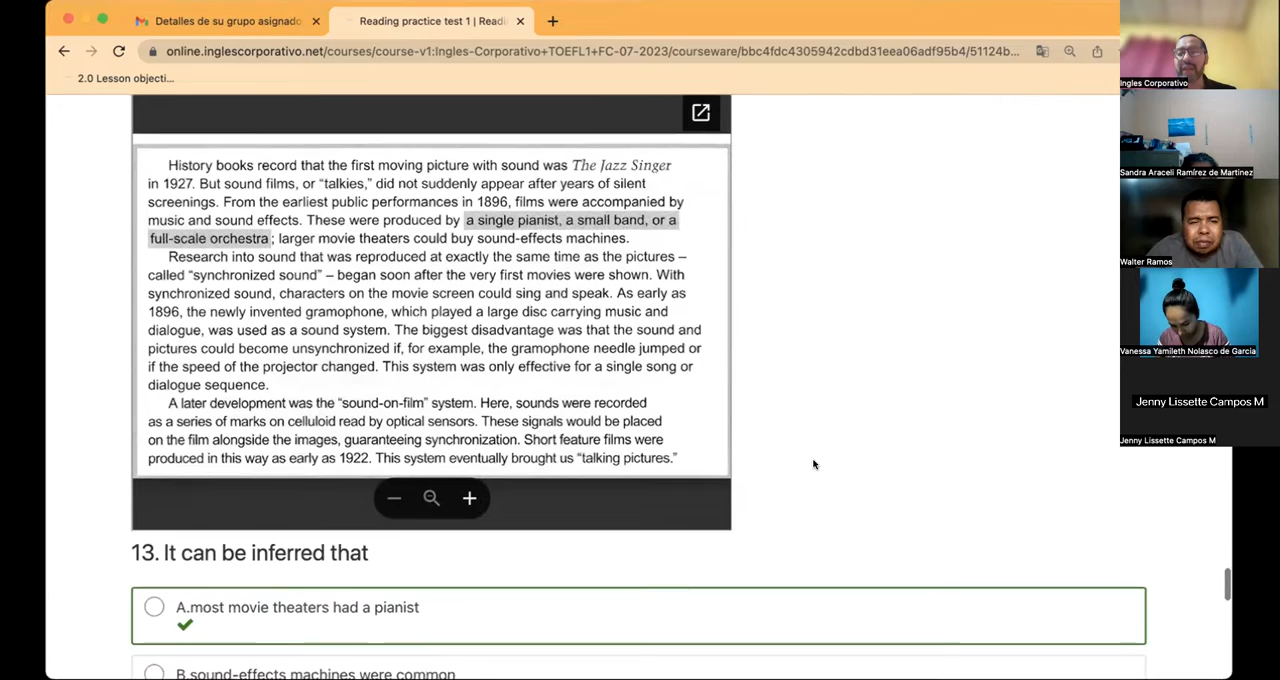 Detalles de su grupo asignado
Reading practice test 1 | Readi
online.inglescorporativo.net/courses/course-v1:Ingles-Corporativo+TOEFL1+FC-07-2023/courseware/bbc4fdc4305942cdbd31eea06adf95b4/51124b...
2.0 Lesson objecti...
History books record that the first moving picture with sound was The Jazz Singer
in 1927. But sound films, or “talkies,” did not suddenly appear after years of silent
screenings. From the earliest public performances in 1896, films were accompanied by
music and sound effects. These were produced by a single pianist, a small band, or a
full-scale orchestra; larger movie theaters could buy sound-effects machines.
Research into sound that was reproduced at exactly the same time as the pictures –
called “synchronized sound” – began soon after the very first movies were shown. With
synchronized sound, characters on the movie screen could sing and speak. As early as
1896, the newly invented gramophone, which played a large disc carrying music and
dialogue, was used as a sound system. The biggest disadvantage was that the sound and
pictures could become unsynchronized if, for example, the gramophone needle jumped or
if the speed of the projector changed. This system was only effective for a single song or
dialogue sequence.
A later development was the “sound-on-film” system. Here, sounds were recorded
as a series of marks on celluloid read by optical sensors. These signals would be placed
on the film alongside the images, guaranteeing synchronization. Short feature films were
produced in this way as early as 1922. This system eventually brought us “talking pictures.”
13. It can be inferred that
A.most movie theaters had a pianist
B.sound-effects machines were common
Ingles Corporativo
Sandra Araceli Ramírez de Martinez
Walter Ramos
Vanessa Yamileth Nolasco de Garcia
Jenny Lissette Campos M
Jenny Lissette Campos M